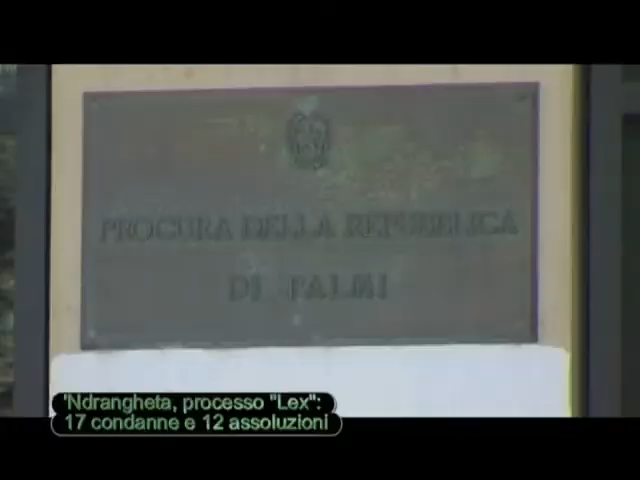 PROCURA DELLA REPUBBLICA
DI PALMI
'Ndrangheta, processo "Lex":
17 condanne e 12 assoluzioni